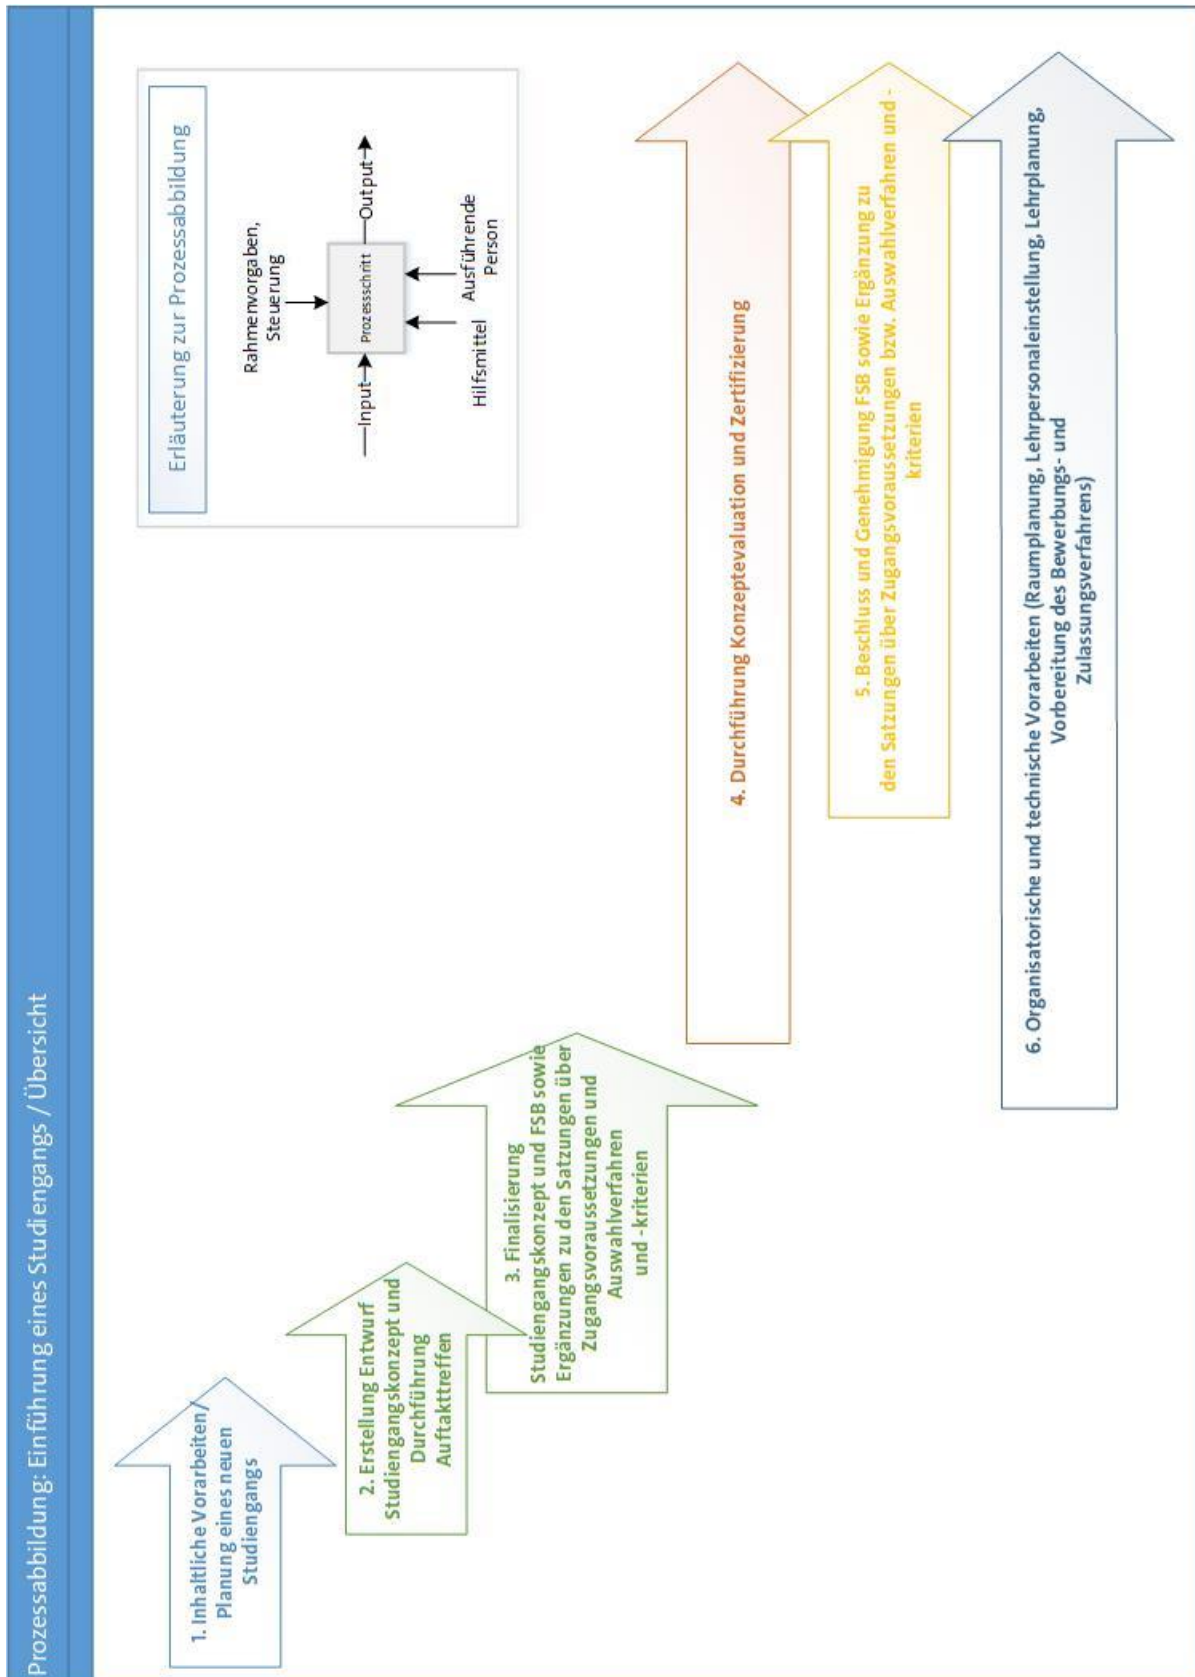 Prozessabbildung: Einführung eines Studiengangs / Übersicht
Erläuterung zur Prozessabbildung
Rahmenvorgaben,
Steuerung
Input
Prozessschritt
Output
Hilfsmittel
Ausführende
Person
1. Inhaltliche Vorarbeiten/
Planung eines neuen
Studiengangs
2. Erstellung Entwurf
Studiengangskonzept und
Durchführung
Auftakttreffen
3. Finalisierung
Studiengangskonzept und FSB sowie
Ergänzungen zu den Satzungen über
Zugangsvoraussetzungen und
Auswahlverfahren
und -kriterien
4. Durchführung Konzeptevaluation und Zertifizierung
5. Beschluss und Genehmigung FSB sowie Ergänzung zu
den Satzungen über Zugangsvoraussetzungen bzw. Auswahlverfahren und -
kriterien
6. Organisatorische und technische Vorarbeiten (Raumplanung, Lehrpersonaleinstellung, Lehrplanung,
Vorbereitung des Bewerbungs- und
Zulassungsverfahrens)